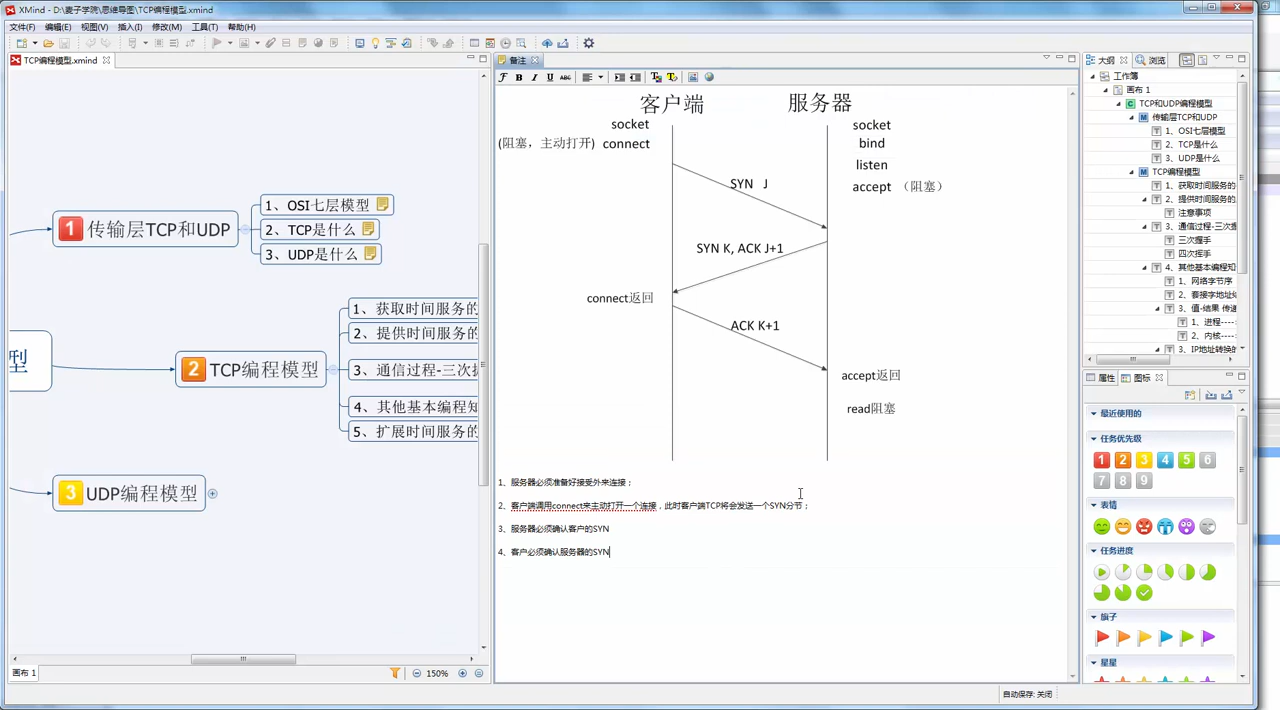 XMind - D:\麦子学院\思维导图\TCP编程模型.xmind
文件(F) 编辑(E) 视图(V) 插入(I) 修改(M) 工具(T) 帮助(H)
TCP编程模型.xmind
备注
大纲
浏览
B I U ABC
1 传输层TCP和UDP
1、OSI七层模型
2、TCP是什么
3、UDP是什么
型
2 TCP编程模型
1、获取时间服务的
2、提供时间服务的
3、通信过程-三次
4、其他基本编程知
5、扩展时间服务的
3 UDP编程模型
画布 1
150%
客户端 服务器
socket
(阻塞，主动打开) connect
socket
bind
listen
accept （阻塞）
SYN J
SYN K, ACK J+1
connect返回
ACK K+1
accept返回
read阻塞
1、服务器必须准备好接受外来连接；
2、客户端调用connect来主动打开一个连接，此时客户端TCP将会发送一个SYN分节；
3、服务器必须确认客户的SYN
4、客户必须确认服务器的SYN
工作簿
画布 1
TCP和UDP编程模型
传输层TCP和UDP
1、OSI七层模型
2、TCP是什么
3、UDP是什么
TCP编程模型
1、获取时间服务的
2、提供时间服务的
注意事项
3、通信过程-三次
三次握手
四次挥手
4、其他基本编程知
1、网络字节序
2、套接字地址
3、值-结果 传递
1、进程----
2、内核----
3、IP地址转换的
属性
图标
最近使用的
任务优先级
1 2 3 4 5 6
7 8 9
表情
任务进度
旗子
星星
自动保存: 关闭